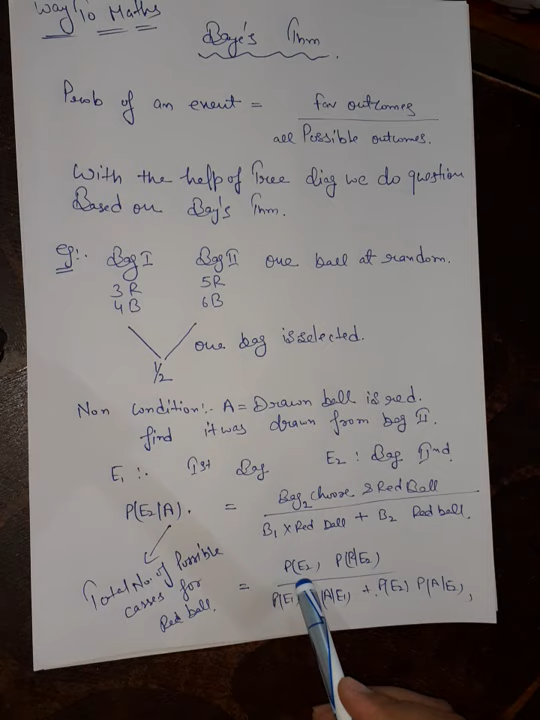 Way To Maths
Baye's Thm.
Prob of an event = fav outcomes
all Possible outcomes.
With the help of Tree diag we do question
Based on Bay's Thm.
eg:- Bag I Bag II one ball at random.
3R 5R
4B 6B
one bag is selected.
1/2
Non Condition:- A = Drawn ball is red.
find it was drawn from bag II.
E₁ :- Ist Bag E₂ : Bag IInd
P(E₂/A). = Bag₂ choose & Red Ball
B₁ x Red Ball + B₂ Red ball.
Total No. of Possible
casses for
Red ball.
= P(E₂) P(A|E₂)
P(E₁) P(A|E₁) + P(E₂) P(A|E₂)